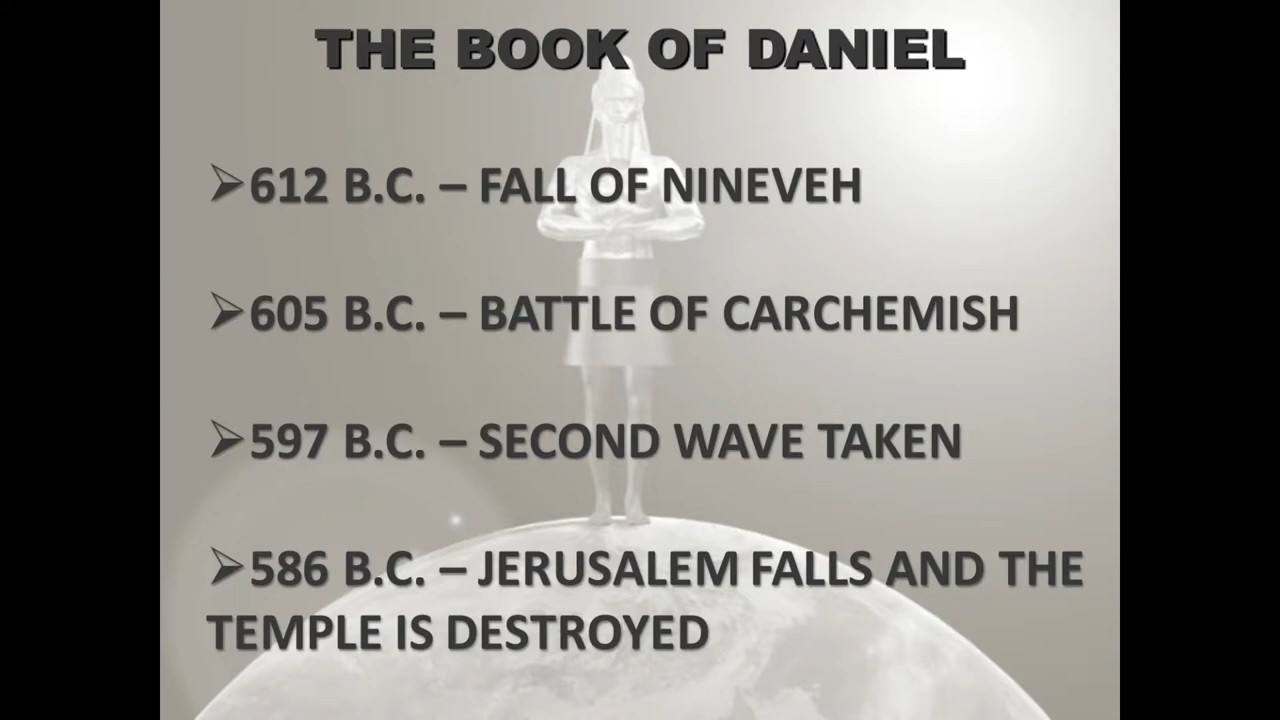 THE BOOK OF DANIEL
➢612 B.C. – FALL OF NINEVEH
➢605 B.C. – BATTLE OF CARCHEMISH
➢597 B.C. – SECOND WAVE TAKEN
➢586 B.C. – JERUSALEM FALLS AND THE
TEMPLE IS DESTROYED